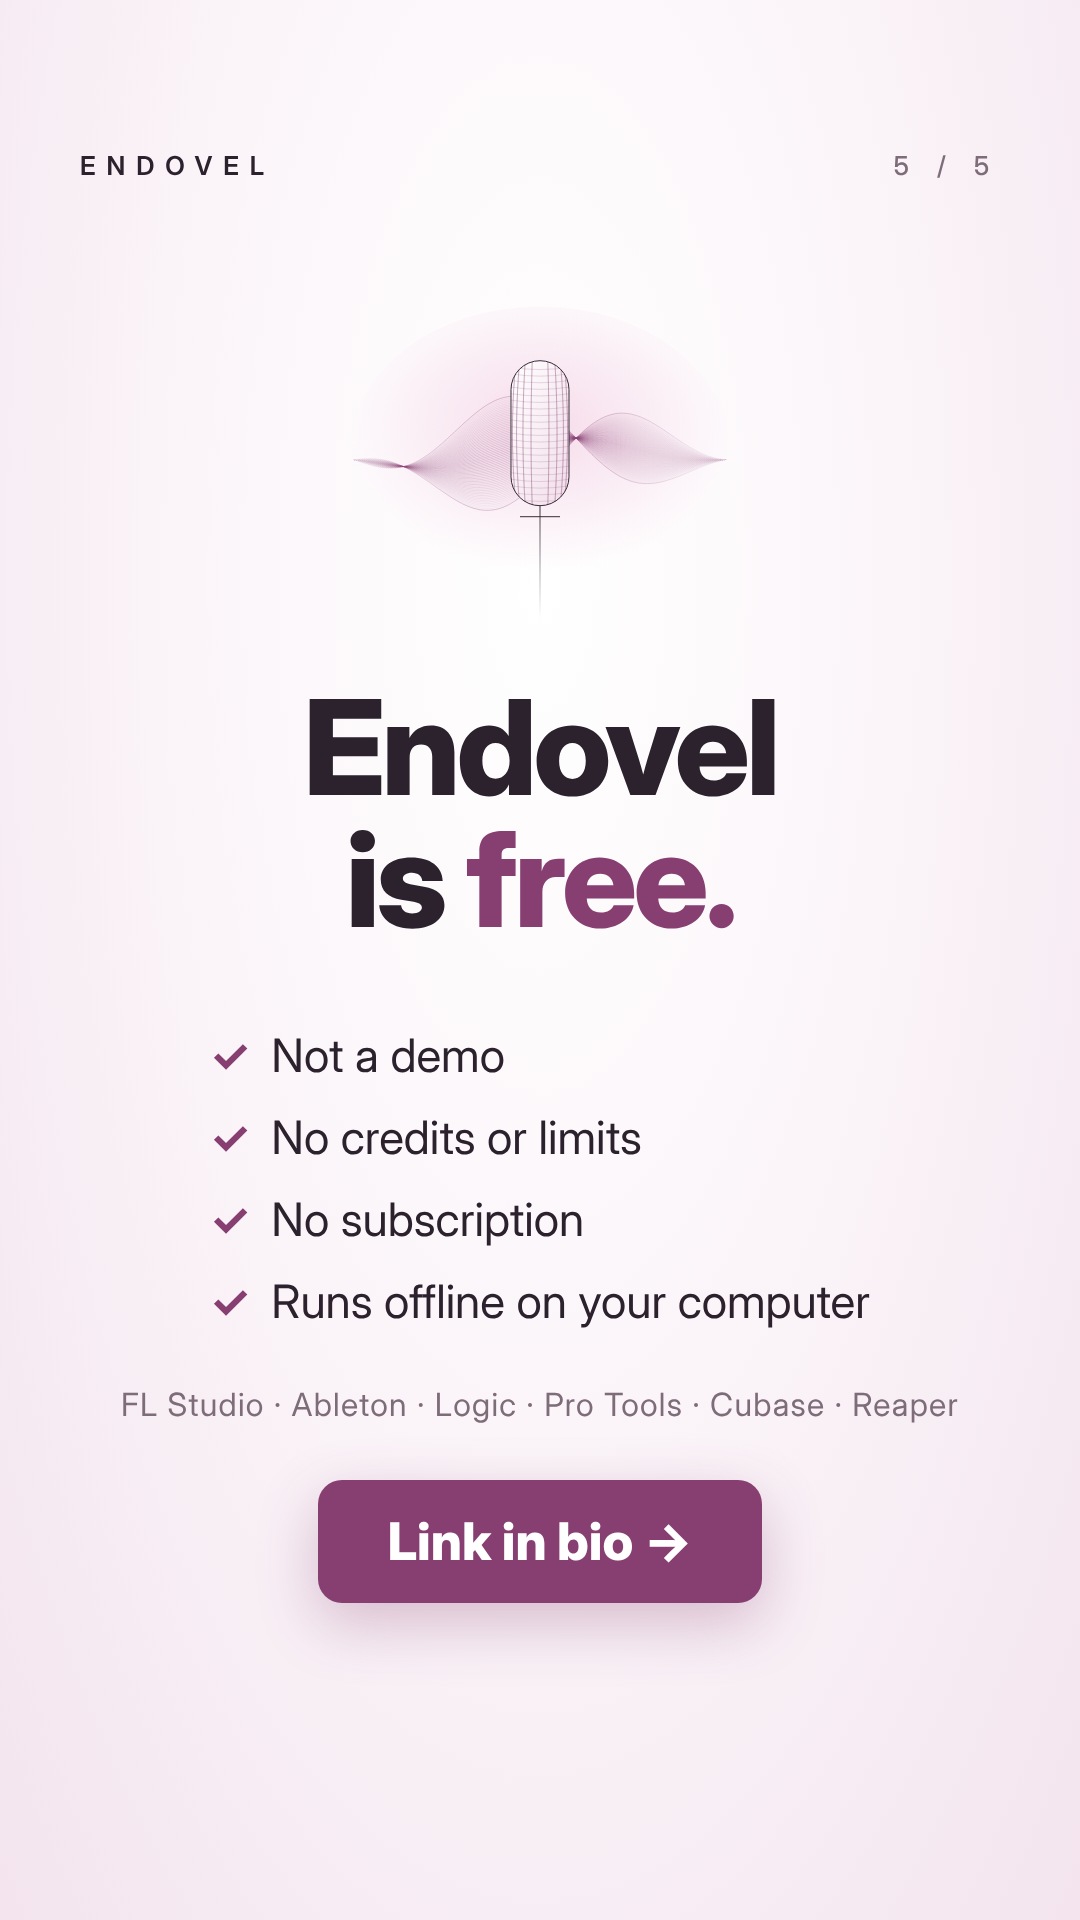 ENDOVEL
5 / 5
Endovel
is free.
Not a demo
No credits or limits
No subscription
Runs offline on your computer
FL Studio · Ableton · Logic · Pro Tools · Cubase · Reaper
Link in bio →